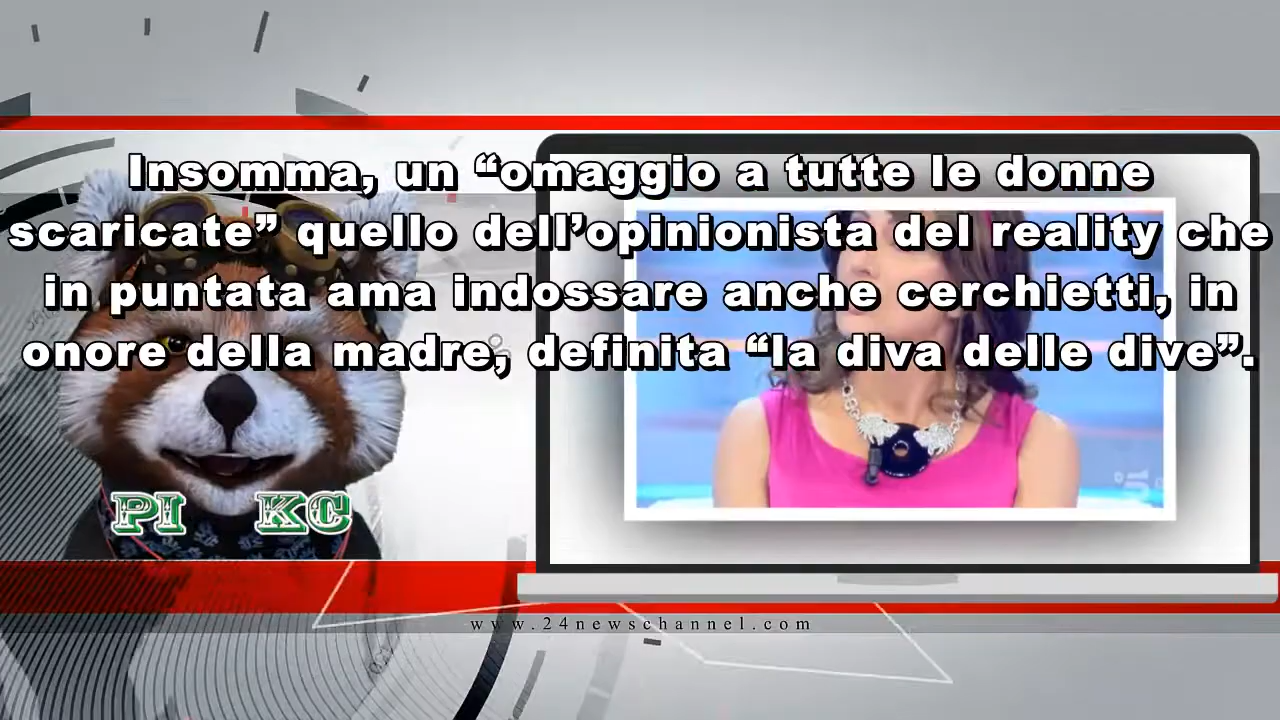 Insomma, un “omaggio a tutte le donne
scaricate” quello dell’opinionista del reality che
in puntata ama indossare anche cerchietti, in
onore della madre, definita “la diva delle dive”.
PI KC
www.24newschannel.com